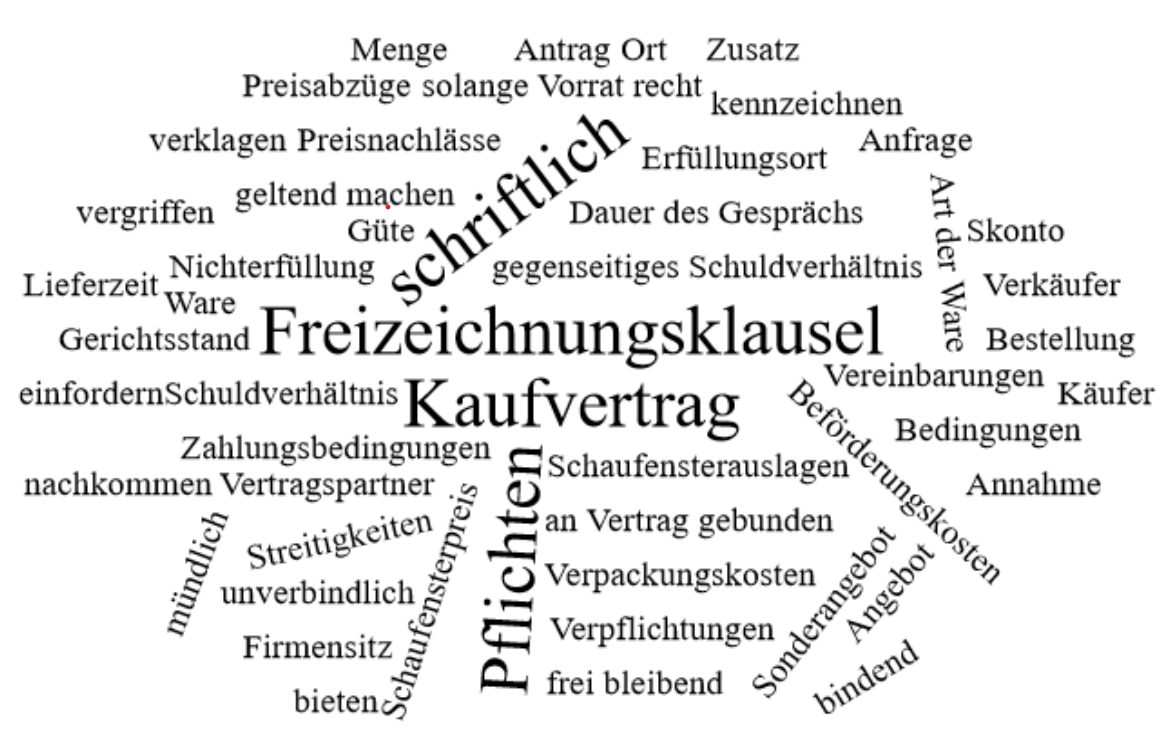 Menge Antrag Ort Zusatz
Preisabzüge solange Vorrat recht
kennzeichnen
verklagen Preisnachlässe
schriftlich
Erfüllungsort
Anfrage
geltend machen
vergriffen
Güte
Dauer des Gesprächs
Art der Ware
Skonto
Nichterfüllung
gegenseitiges Schuldverhältnis
Lieferzeit
Ware
Verkäufer
Gerichtsstand
Freizeichnungsklausel
Bestellung
einfordern
Schuldverhältnis
Kaufvertrag
Vereinbarungen
Käufer
Beförderungskosten
Bedingungen
Zahlungsbedingungen
Pflichten
Schaufensterauslagen
nachkommen
Vertragspartner
Annahme
mündlich
Streitigkeiten
Schaufensterpreis
an Vertrag gebunden
unverbindlich
Verpackungskosten
Sonderangebot
Angebot
Firmensitz
Verpflichtungen
bieten
frei bleibend
bindend